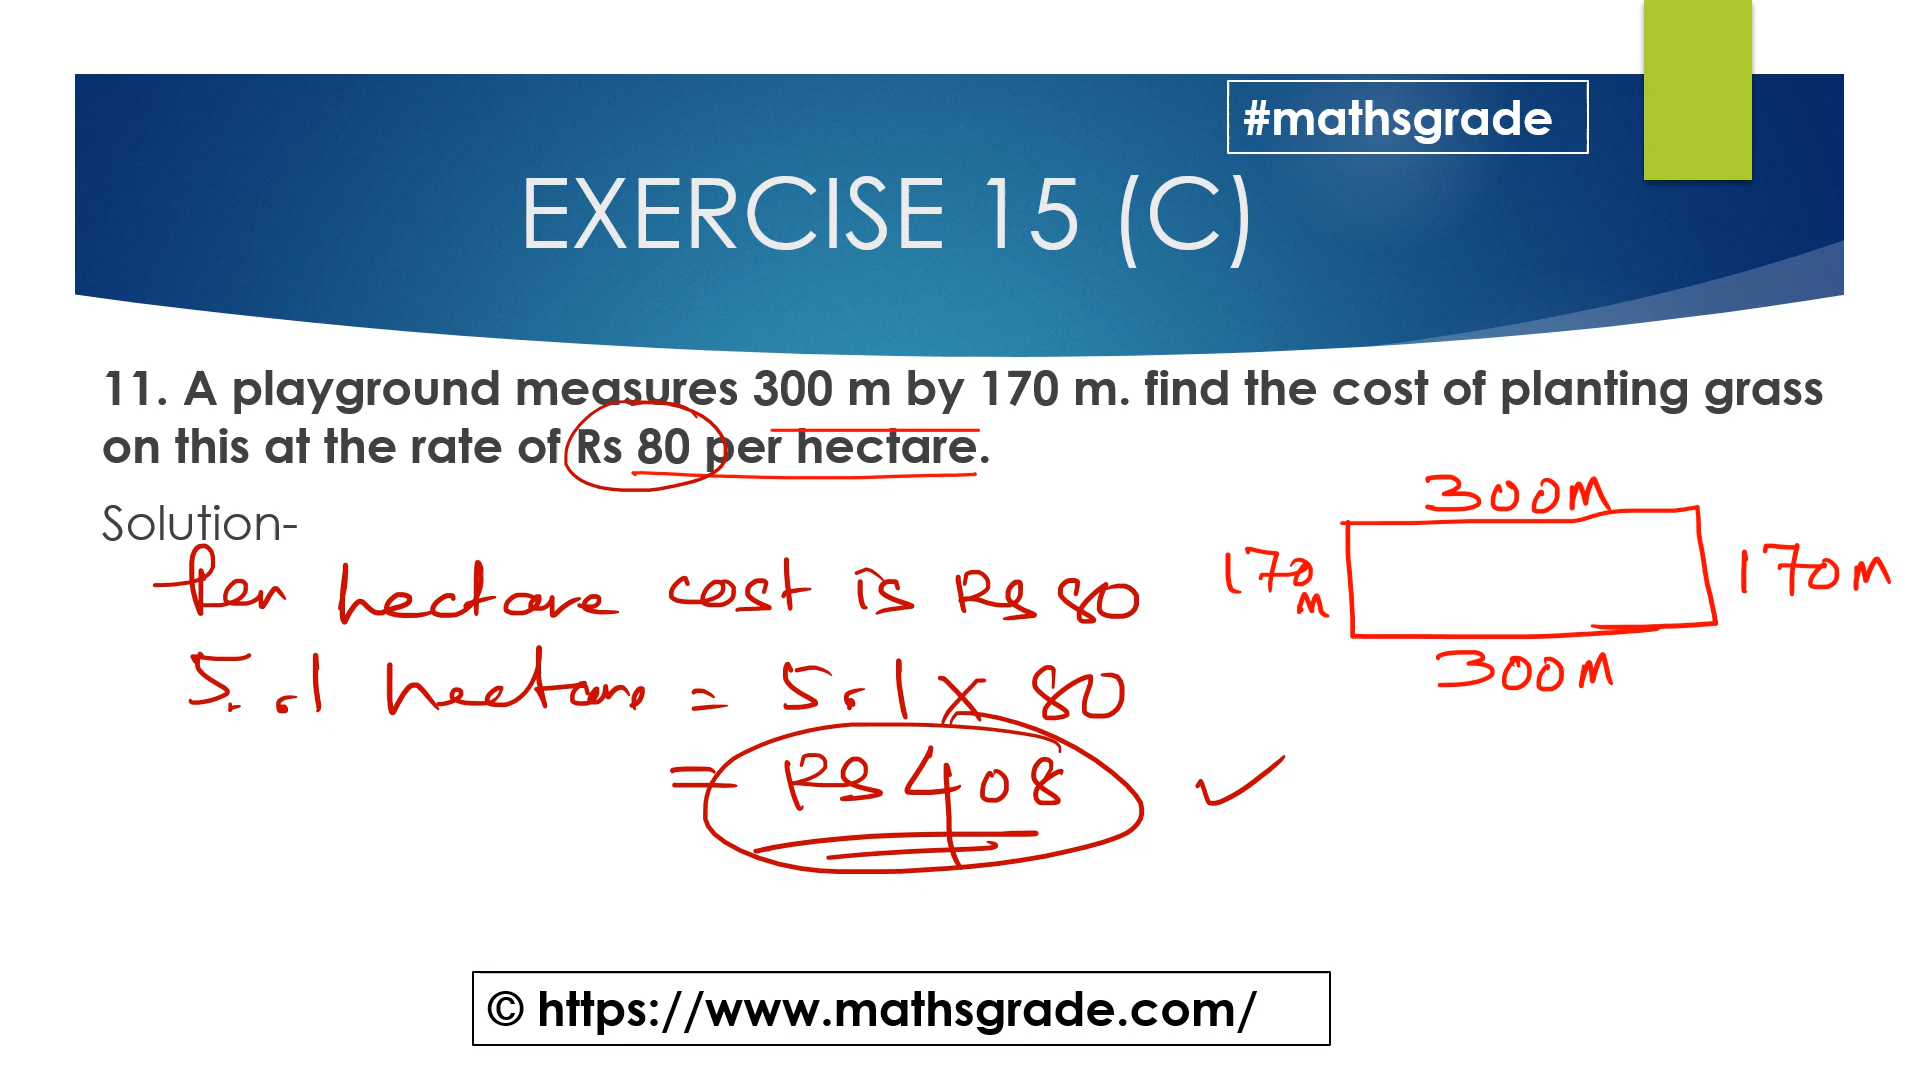 #mathsgrade
EXERCISE 15 (C)
11. A playground measures 300 m by 170 m. find the cost of planting grass
on this at the rate of Rs 80 per hectare.
Solution-
300M
170
M
170M
300M
Per hectare cost is Rs 80
5.1 hectare = 5.1 × 80
= Rs 408
© https://www.mathsgrade.com/